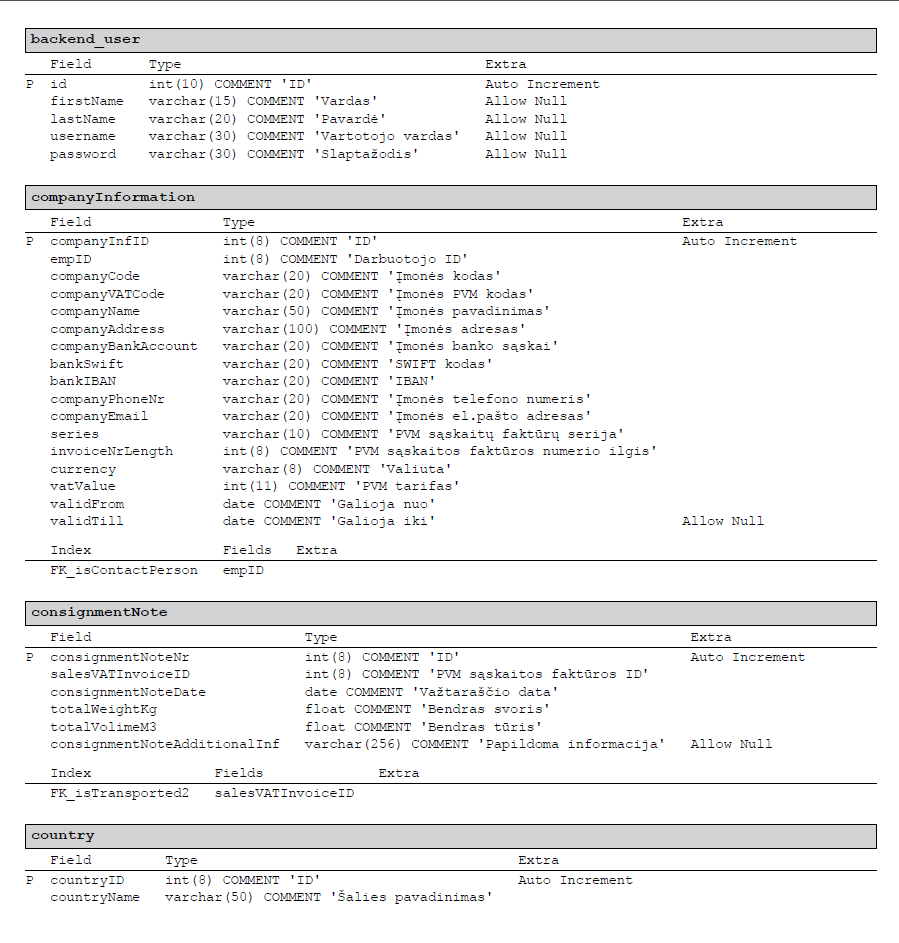 backend_user
Field Type Extra
P id int(10) COMMENT 'ID' Auto Increment
firstName varchar(15) COMMENT 'Vardas' Allow Null
lastName varchar(20) COMMENT 'Pavardė' Allow Null
username varchar(30) COMMENT 'Vartotojo vardas' Allow Null
password varchar(30) COMMENT 'Slaptažodis' Allow Null
companyInformation
Field Type Extra
P companyInfID int(8) COMMENT 'ID' Auto Increment
empID int(8) COMMENT 'Darbuotojo ID'
companyCode varchar(20) COMMENT 'Įmonės kodas'
companyVATCode varchar(20) COMMENT 'Įmonės PVM kodas'
companyName varchar(50) COMMENT 'Įmonės pavadinimas'
companyAddress varchar(100) COMMENT 'Įmonės adresas'
companyBankAccount varchar(20) COMMENT 'Įmonės banko sąskai'
bankSwift varchar(20) COMMENT 'SWIFT kodas'
bankIBAN varchar(20) COMMENT 'IBAN'
companyPhoneNr varchar(20) COMMENT 'Įmonės telefono numeris'
companyEmail varchar(20) COMMENT 'Įmonės el.pašto adresas'
series varchar(10) COMMENT 'PVM sąskaitų faktūrų serija'
invoiceNrLength int(8) COMMENT 'PVM sąskaitos faktūros numerio ilgis'
currency varchar(8) COMMENT 'Valiuta'
vatValue int(11) COMMENT 'PVM tarifas'
validFrom date COMMENT 'Galioja nuo'
validTill date COMMENT 'Galioja iki' Allow Null
Index Fields Extra
FK_isContactPerson empID
consignmentNote
Field Type Extra
P consignmentNoteNr int(8) COMMENT 'ID' Auto Increment
salesVATInvoiceID int(8) COMMENT 'PVM sąskaitos faktūros ID'
consignmentNoteDate date COMMENT 'Važtaraščio data'
totalWeightKg float COMMENT 'Bendras svoris'
totalVolimeM3 float COMMENT 'Bendras tūris'
consignmentNoteAdditionalInf varchar(256) COMMENT 'Papildoma informacija' Allow Null
Index Fields Extra
FK_isTransported2 salesVATInvoiceID
country
Field Type Extra
P countryID int(8) COMMENT 'ID' Auto Increment
countryName varchar(50) COMMENT 'Šalies pavadinimas'